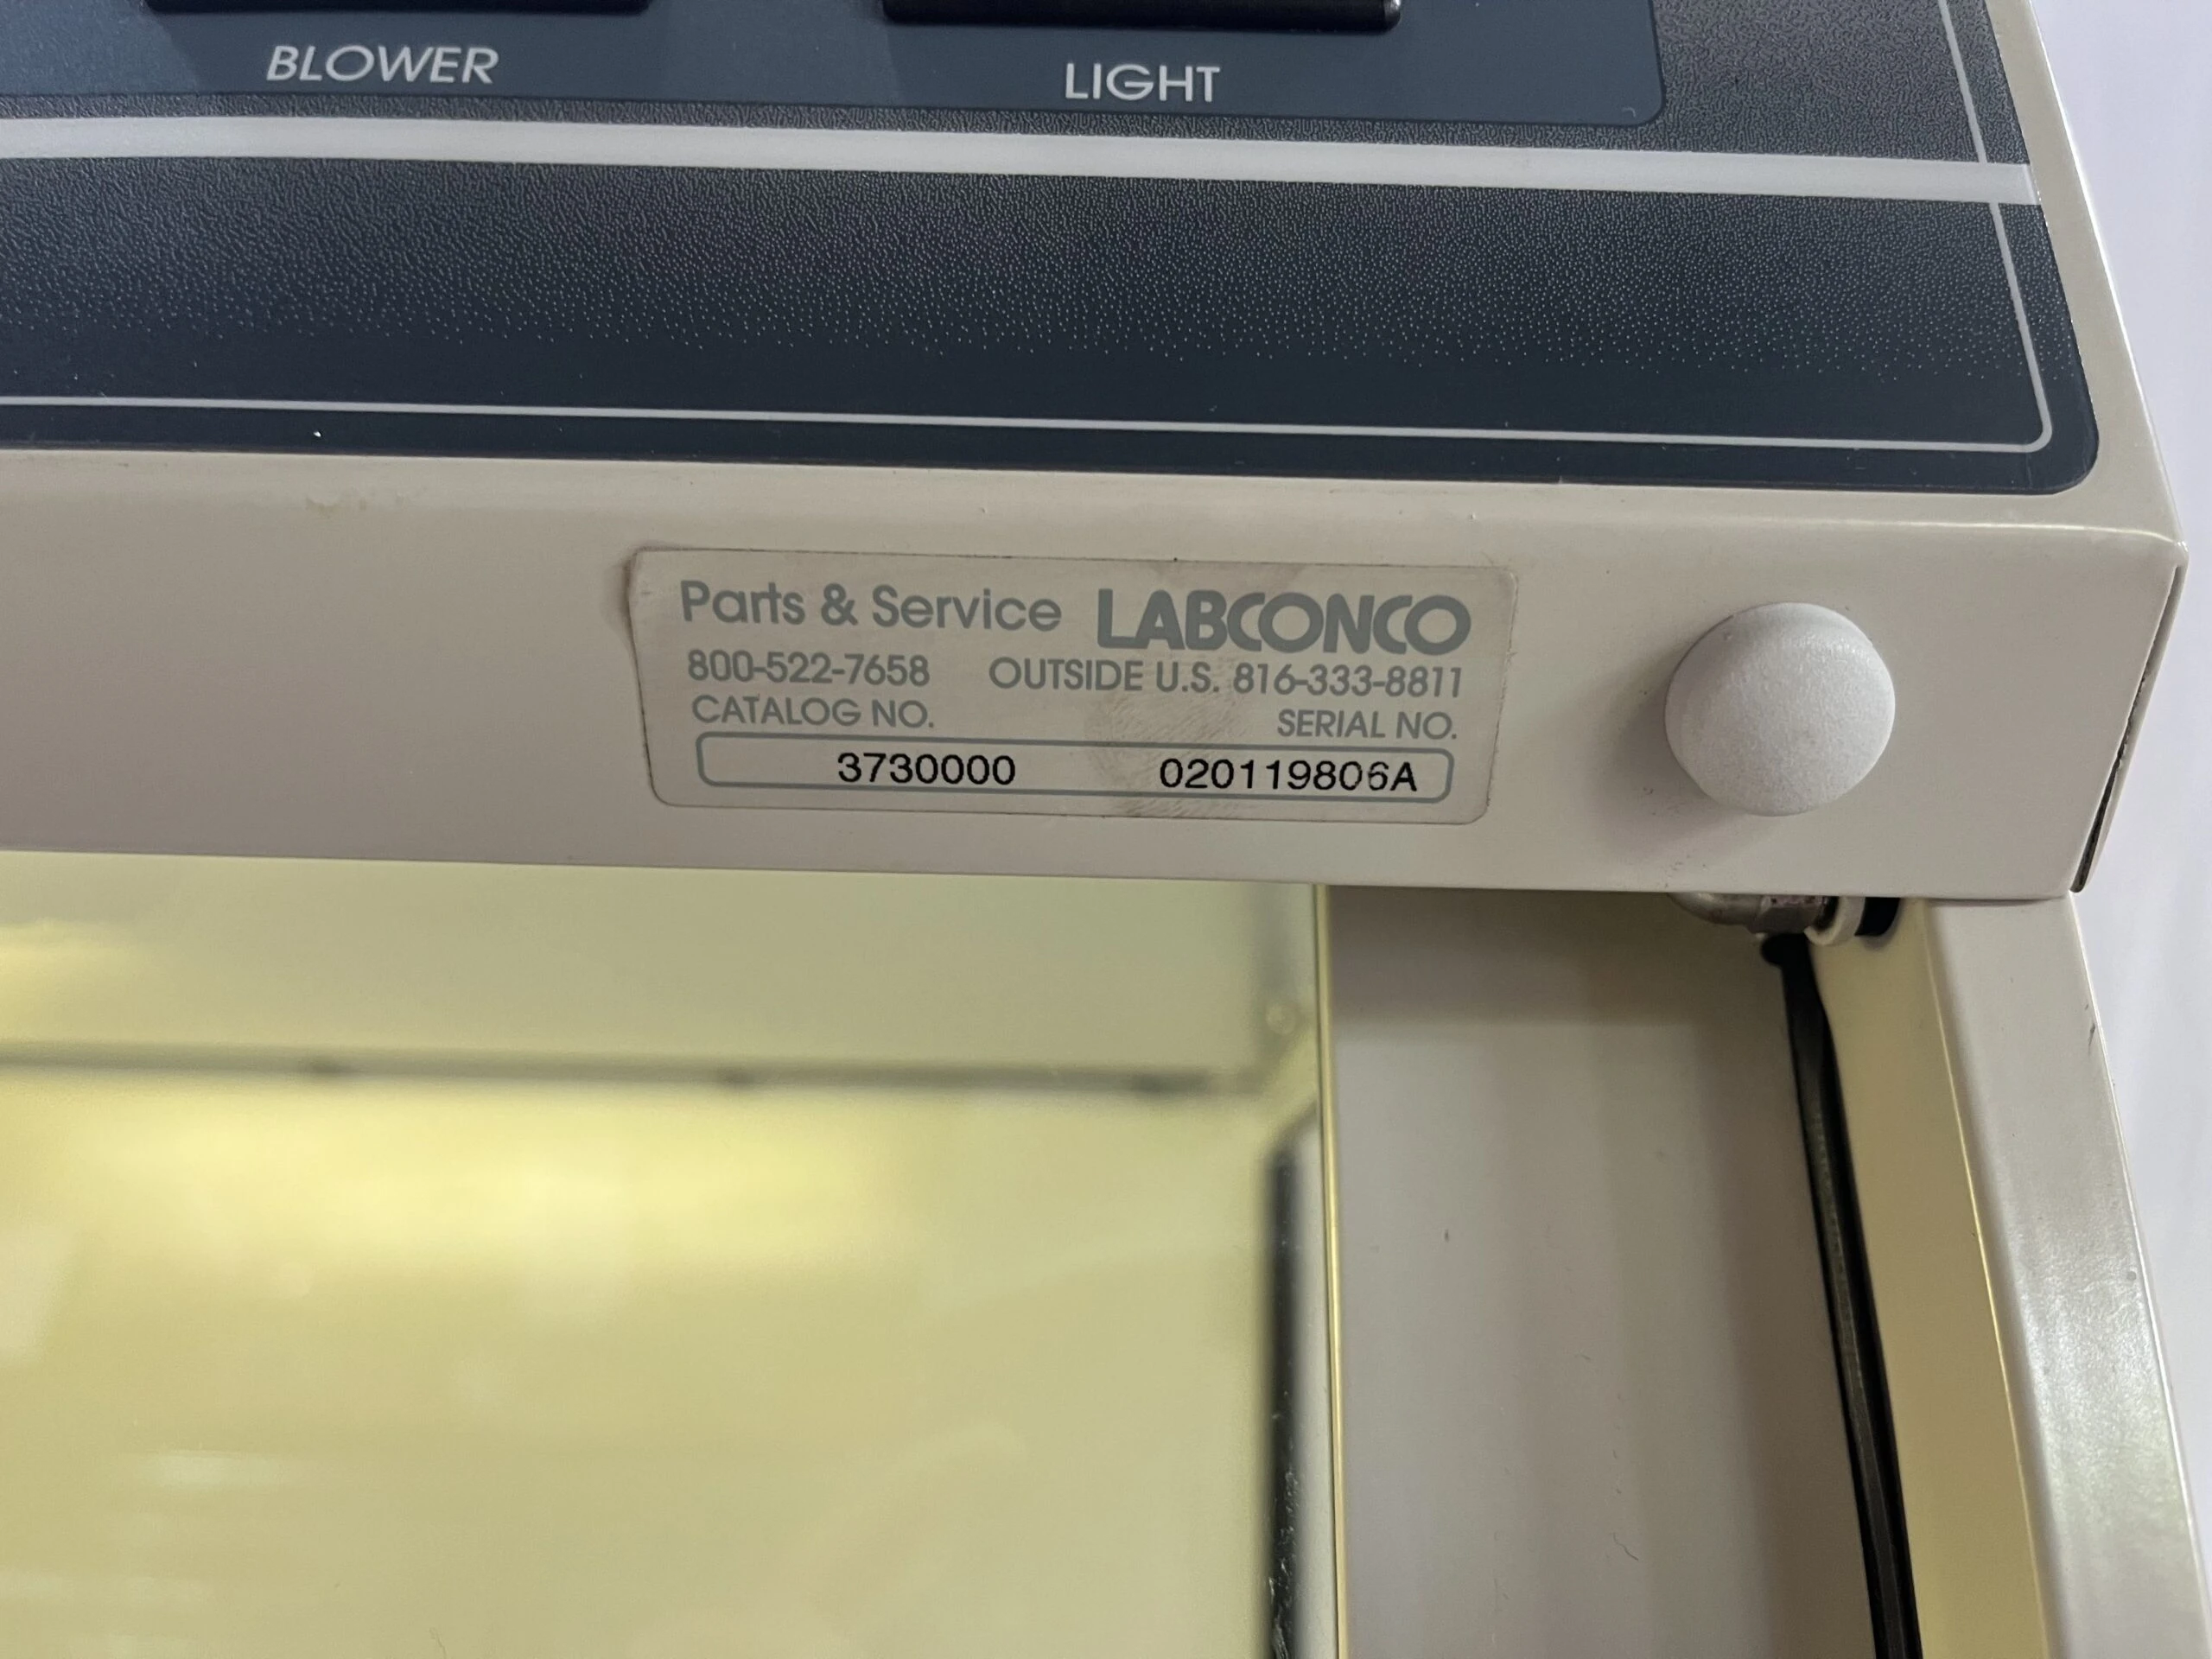 BLOWER LIGHT
Parts & Service LABCONCO
800-522-7658 OUTSIDE U.S. 816-333-8811
CATALOG NO. SERIAL NO.
3730000 020119806A